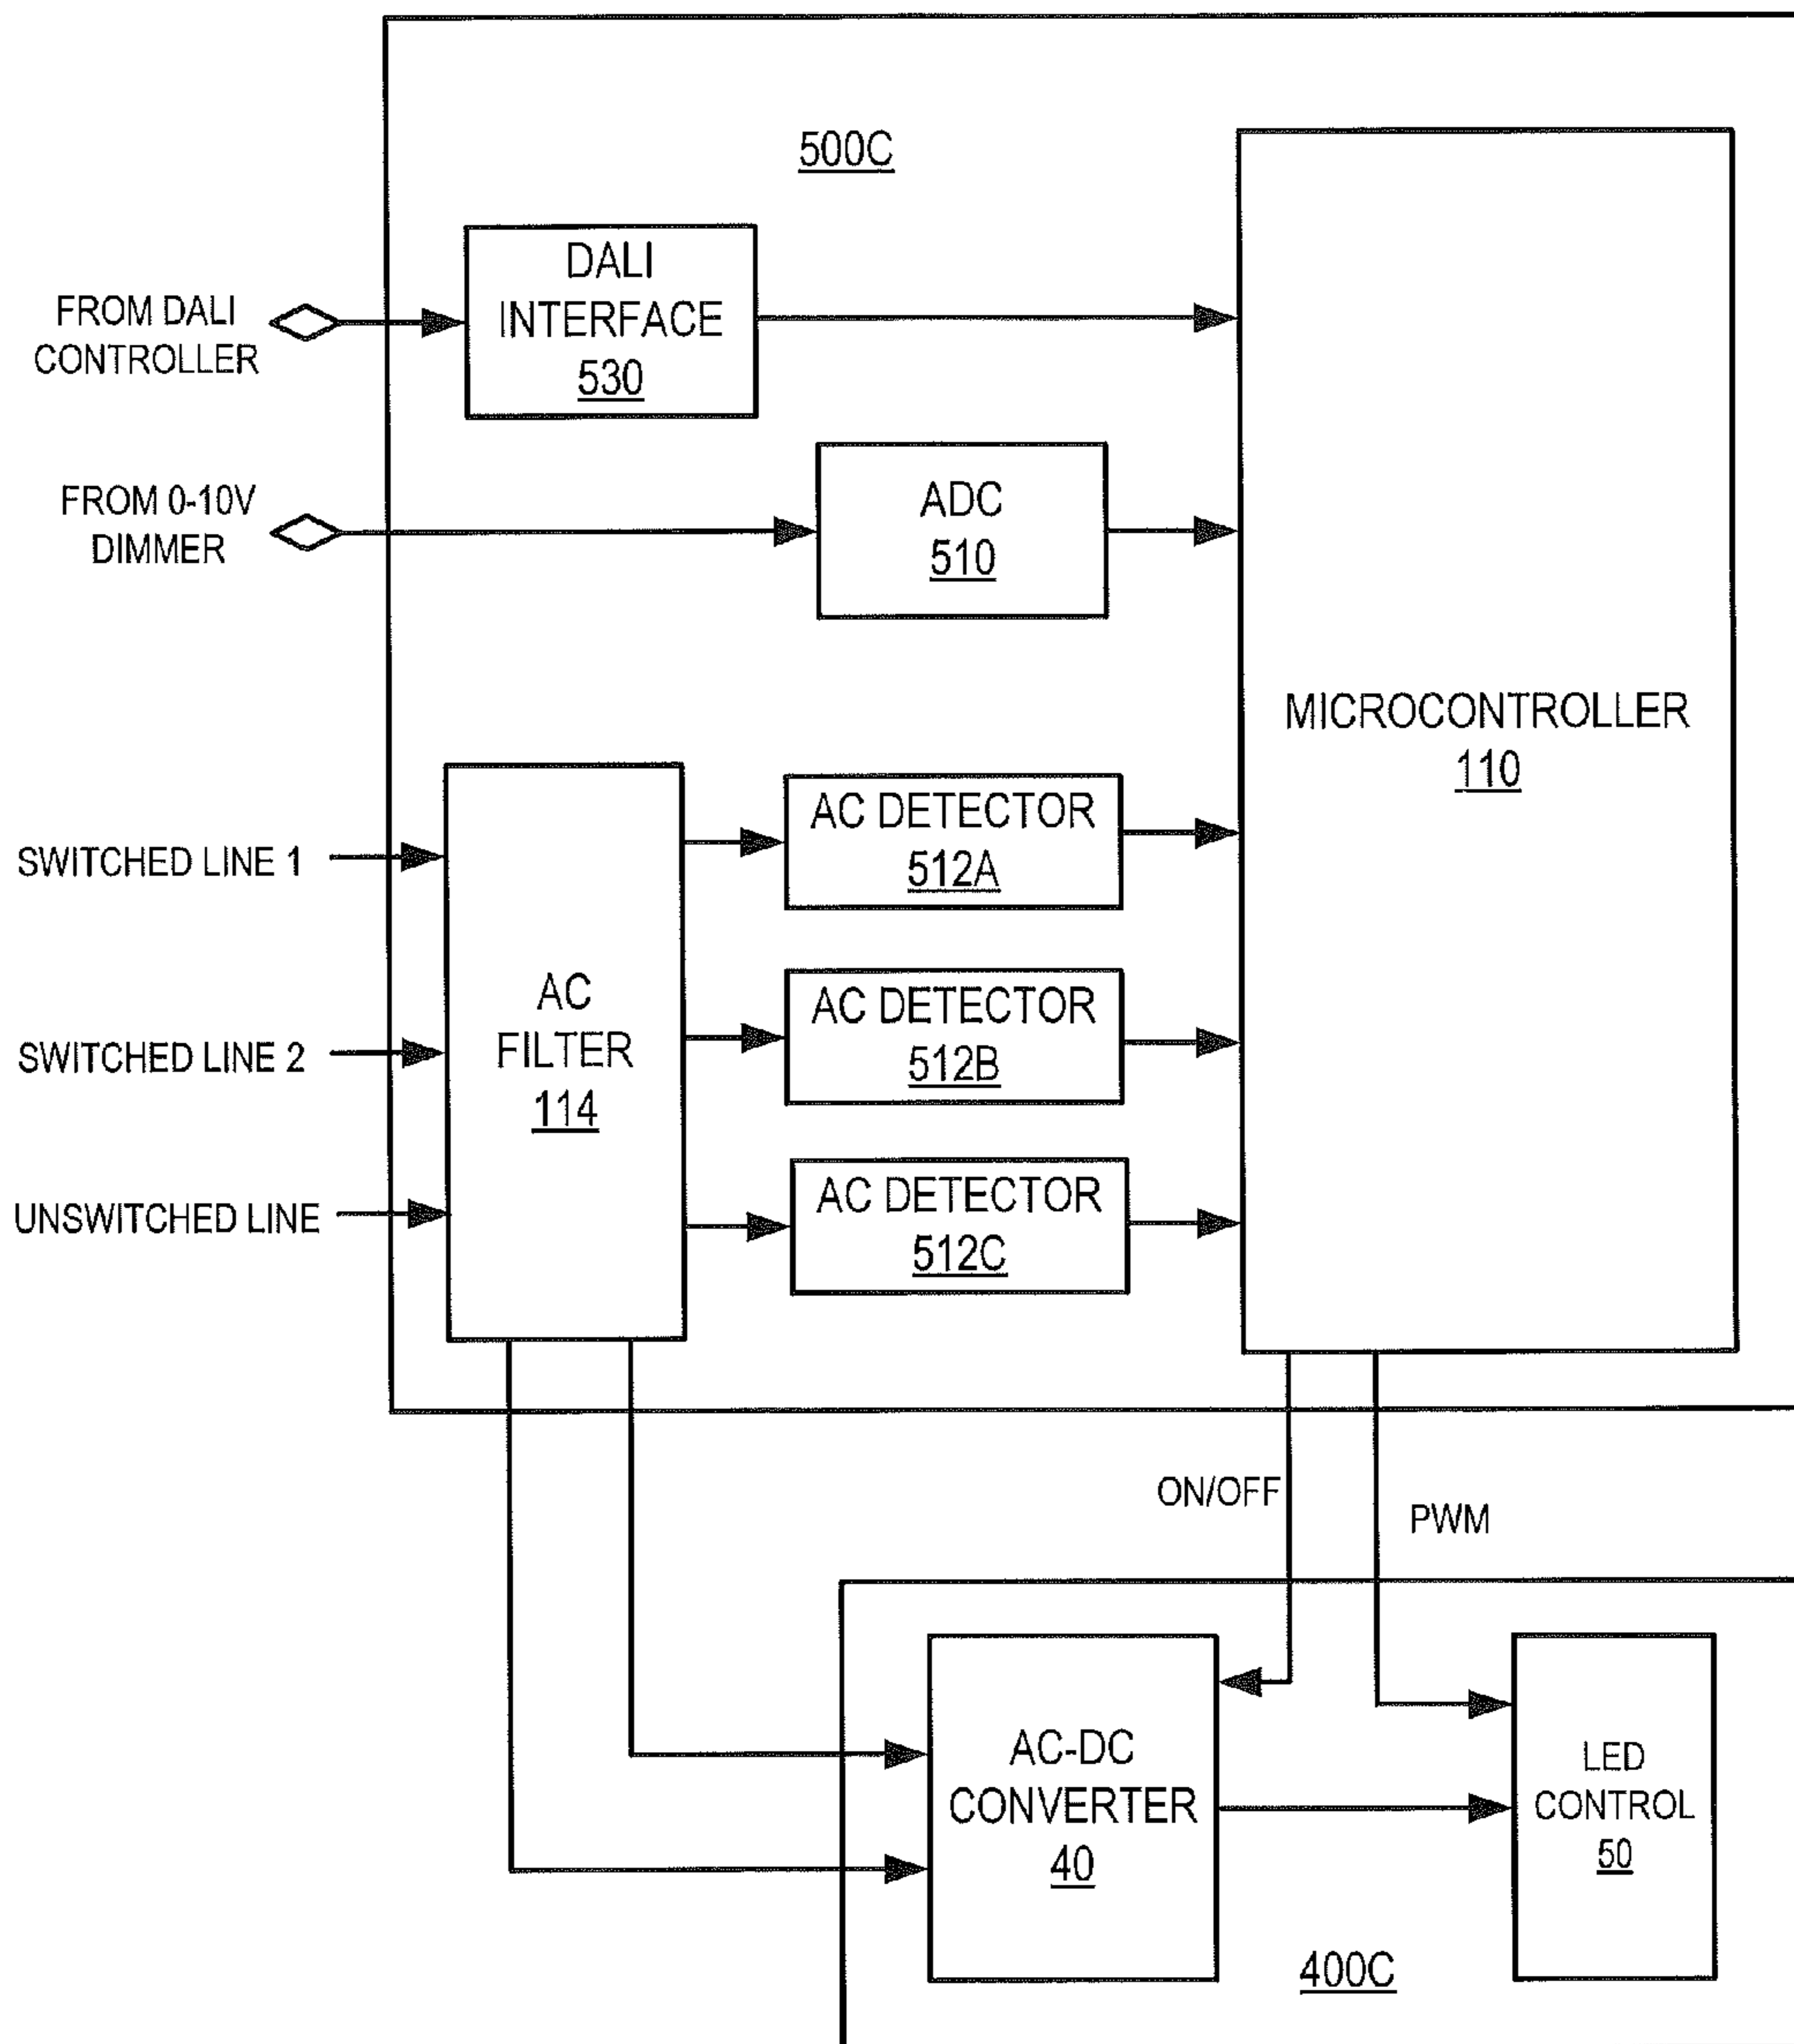 500C
DALI
INTERFACE
530
FROM DALI
CONTROLLER
FROM 0-10V
DIMMER
ADC
510
MICROCONTROLLER
110
SWITCHED LINE 1
SWITCHED LINE 2
UNSWITCHED LINE
AC
FILTER
114
AC DETECTOR
512A
AC DETECTOR
512B
AC DETECTOR
512C
ON/OFF
PWM
AC-DC
CONVERTER
40
LED
CONTROL
50
400C